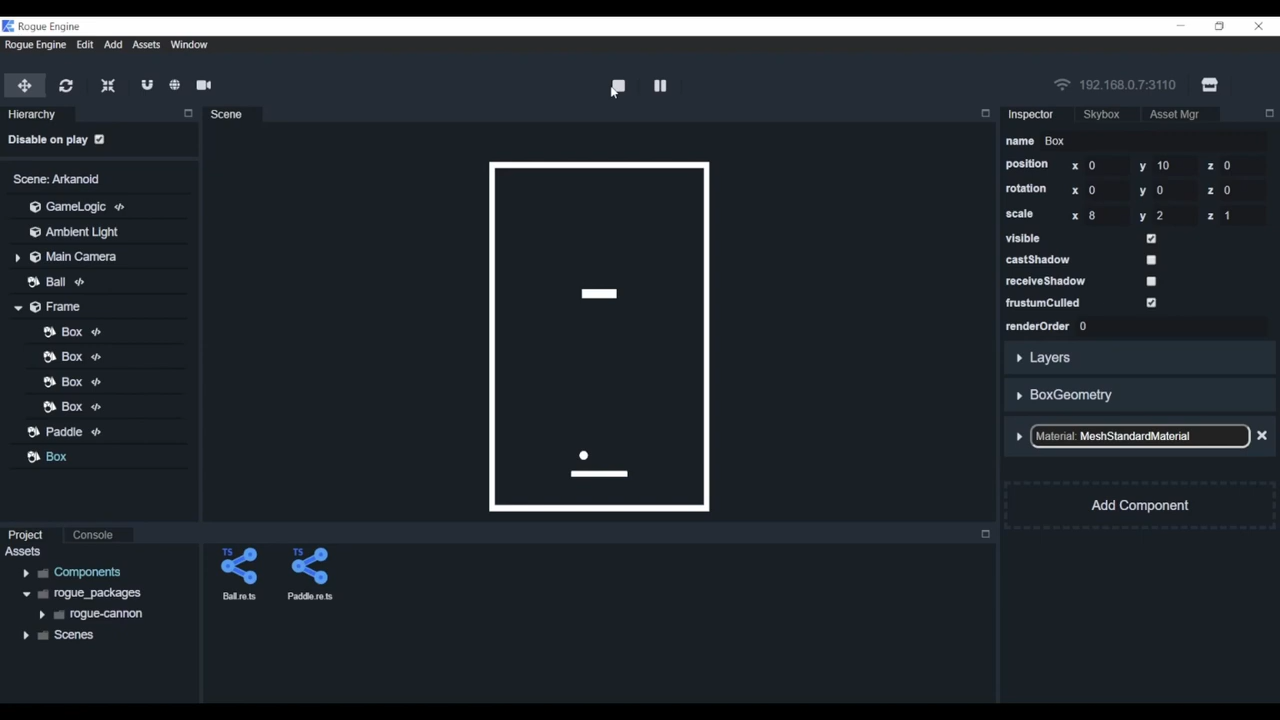 Rogue Engine
Rogue Engine Edit Add Assets Window
192.168.0.7:3110
Hierarchy
Disable on play
Scene: Arkanoid
GameLogic
Ambient Light
Main Camera
Ball
Frame
Box
Box
Box
Box
Paddle
Box
Scene
Inspector Skybox Asset Mgr
name Box
position x 0 y 10 z 0
rotation x 0 y 0 z 0
scale x 8 y 2 z 1
visible
castShadow
receiveShadow
frustumCulled
renderOrder 0
Layers
BoxGeometry
Material: MeshStandardMaterial
Add Component
Project Console
Assets
Components
rogue_packages
rogue-cannon
Scenes
TS TS
Ball.re.ts Paddle.re.ts